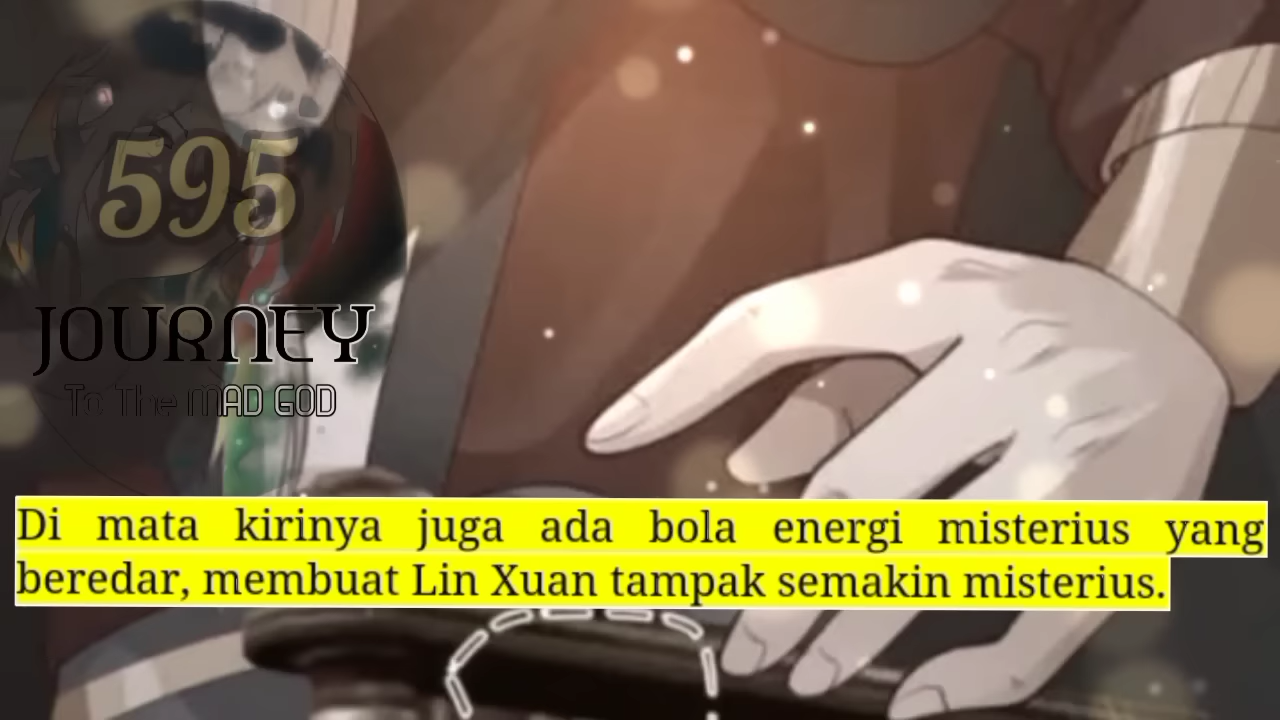 595
JOURNEY
To The MAD GOD
Di mata kirinya juga ada bola energi misterius yang
beredar, membuat Lin Xuan tampak semakin misterius.